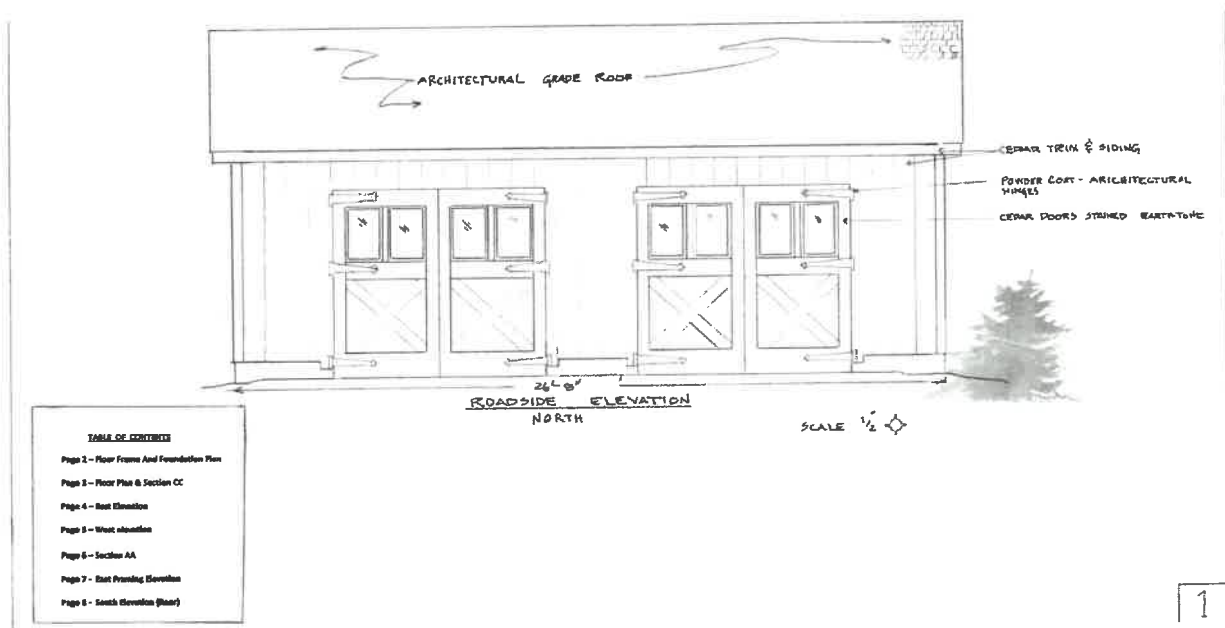 ARCHITECTURAL GRADE ROOF
CEDAR TRIM & SIDING
POWDER COAT - ARICHITECTURAL
HINGES
CEDAR DOORS STAINED EARTHTONE
26'- 8"
ROADSIDE ELEVATION
NORTH
SCALE 1/2"
TABLE OF CONTENTS
Page 2 – Floor Frame And Foundation Plan
Page 3 – Floor Plan & Section CC
Page 4 – East Elevation
Page 5 – West elevation
Page 6 – Section AA
Page 7 - East Framing Elevation
Page 8 - South Elevation (Rear)
1